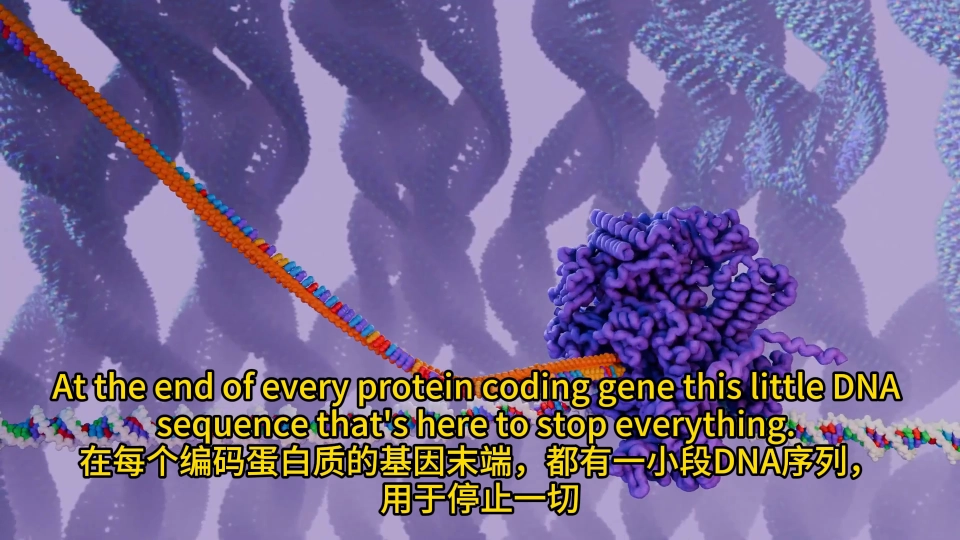 At the end of every protein coding gene this little DNA
sequence that's here to stop everything.
在每个编码蛋白质的基因末端，都有一小段DNA序列，
用于停止一切